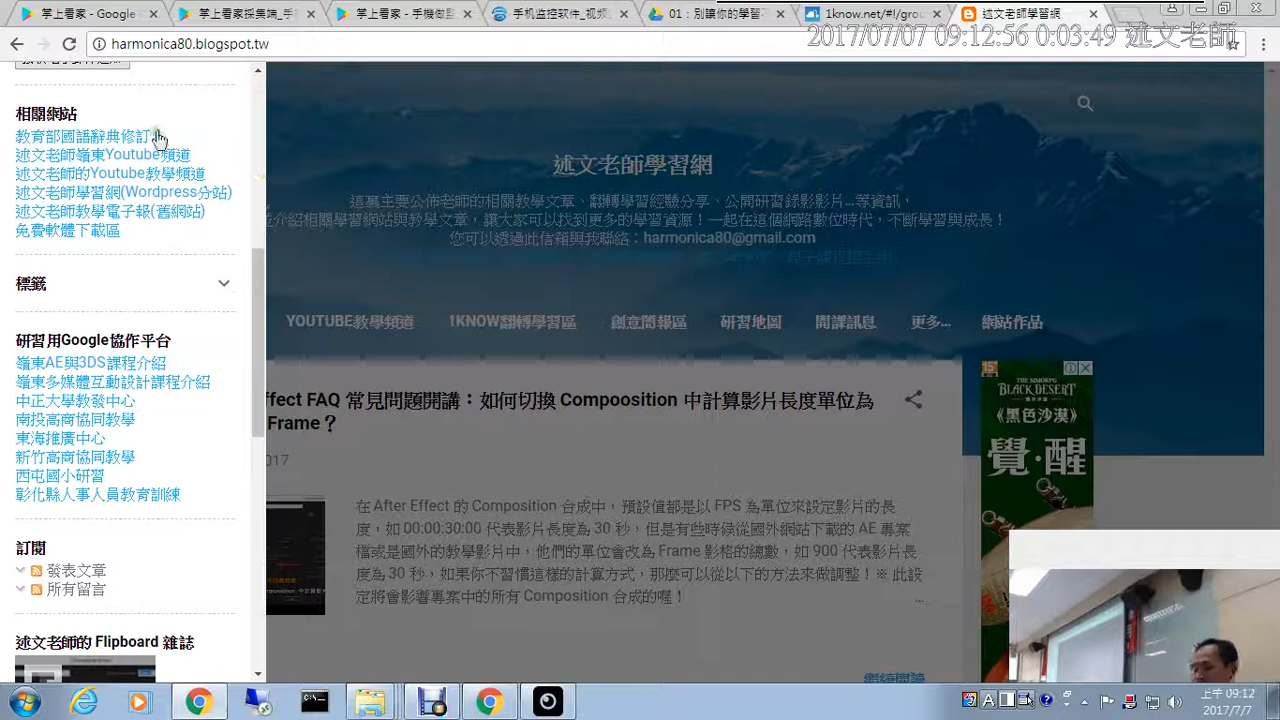 掌上看家 - Google
掌上看家採集端,手
掌上看家 - 手機做監
手机监控软件_视频
01：別讓你的學習
1know.net/#!/grou
述文老師學習網
harmonica80.blogspot.tw
2017/07/07 09:12:56 0:03:49 述文老師
相關網站
教育部國語辭典修訂
述文老師嶺東Youtube頻道
述文老師的Youtube教學頻道
述文老師學習網(Wordpress分站)
述文老師教學電子報(舊網站)
免費軟體下載區
標籤
研習用Google協作平台
嶺東AE與3DS課程介紹
嶺東多媒體互動設計課程介紹
中正大學教發中心
南投高商協同教學
東海推廣中心
新竹高商協同教學
西屯國小研習
彰化縣人事人員教育訓練
訂閱
發表文章
所有留言
述文老師的 Flipboard 雜誌
述文老師學習網
這裏主要公佈老師的相關教學文章、翻轉學習經驗分享、公開研習錄影影片...等資訊，
介紹相關學習網站與教學文章，讓大家可以找到更多的學習資源！一起在這個網站數位時代，不斷學習與成長！
您可以透過此信箱與我聯絡：harmonica80@gmail.com
YOUTUBE教學頻道
1KNOW翻轉學習區
創意簡報區
研習地圖
開課訊息
更多...
網站作品
ffect FAQ 常見問題開講：如何切換 Compoosition 中計算影片長度單位為
Frame？
2017
在 After Effect 的 Composition 合成中，預設值都是以 FPS 為單位來設定影片的長
度，如 00:00:30:00 代表影片長度為 30 秒，但是有些時候從國外網站下載的 AE 專案
檔或是國外的教學影片中，他們的單位會改為 Frame 影格的總數，如 900 代表影片長
度為 30 秒，如果你不習慣這樣的計算方式，那麼可以從以下的方法來做調整！※ 此設
定將會影響專案中的所有 Composition 合成的喔！
...
繼續閱讀
15+
THE MMORPG
BLACK DESERT
《黑色沙漠》
覺·醒
上午 09:12
2017/7/7